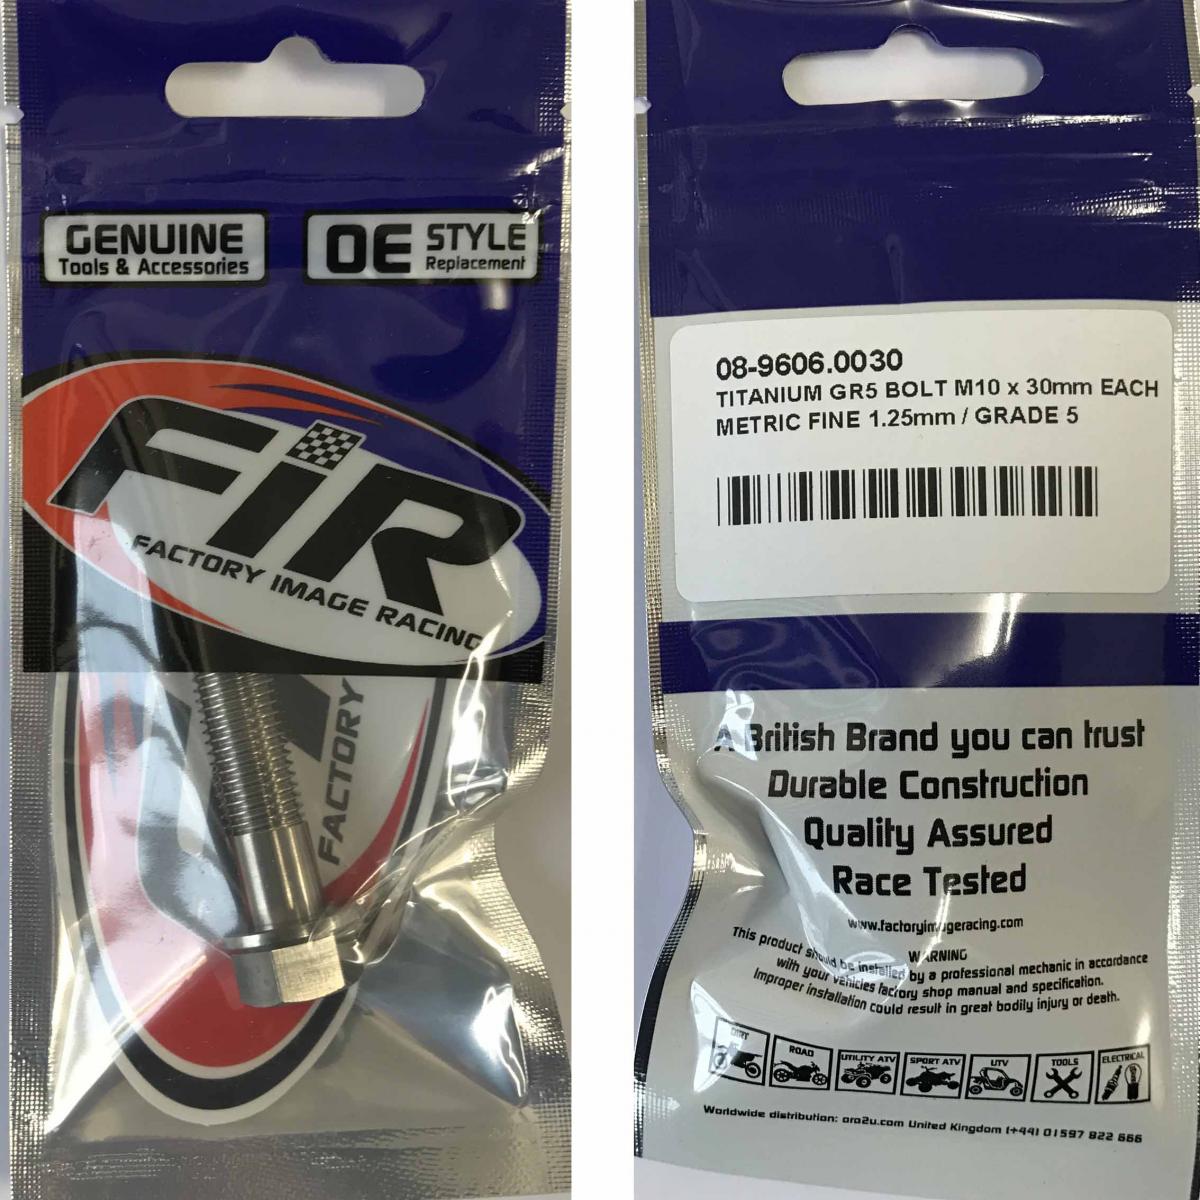 GENUINE
Tools & Accessories
OE STYLE
Replacement
FiR
FACTORY IMAGE RACING
FACTORY
08-9606.0030
TITANIUM GR5 BOLT M10 x 30mm EACH
METRIC FINE 1.25mm / GRADE 5
A British Brand you can trust
Durable Construction
Quality Assured
Race Tested
www.factoryimageracing.com
WARNING
This product should be installed by a professional mechanic in accordance
with your vehicles factory shop manual and specification.
Improper installation could result in great bodily injury or death.
DIRT
ROAD
UTILITY ATV
SPORT ATV
UTV
TOOLS
ELECTRICAL
Worldwide distribution: oro2u.com United Kingdom (+44) 01597 822 666